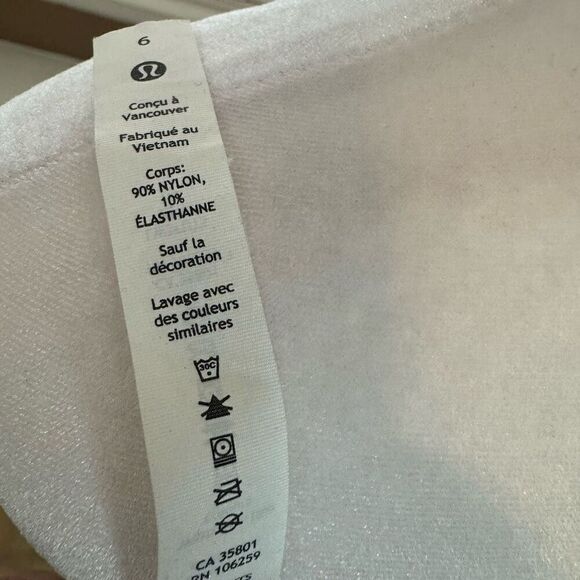 6
Conçu à
Vancouver
Fabriqué au
Vietnam
Corps:
90% NYLON,
10%
ÉLASTHANNE
Sauf la
décoration
Lavage avec
des couleurs
similaires
30C
CA 35801
RN 106259